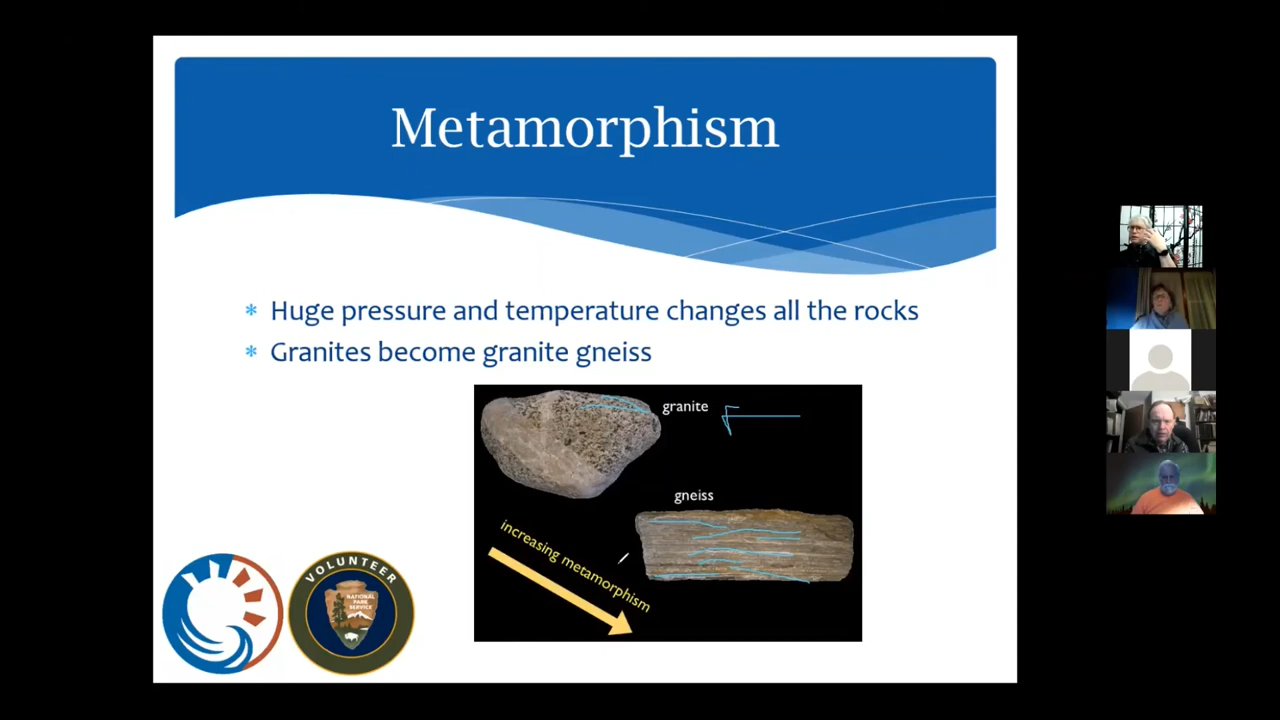 Metamorphism
* Huge pressure and temperature changes all the rocks
* Granites become granite gneiss
granite
gneiss
increasing metamorphism
VOLUNTEER
NATIONAL
PARK
SERVICE